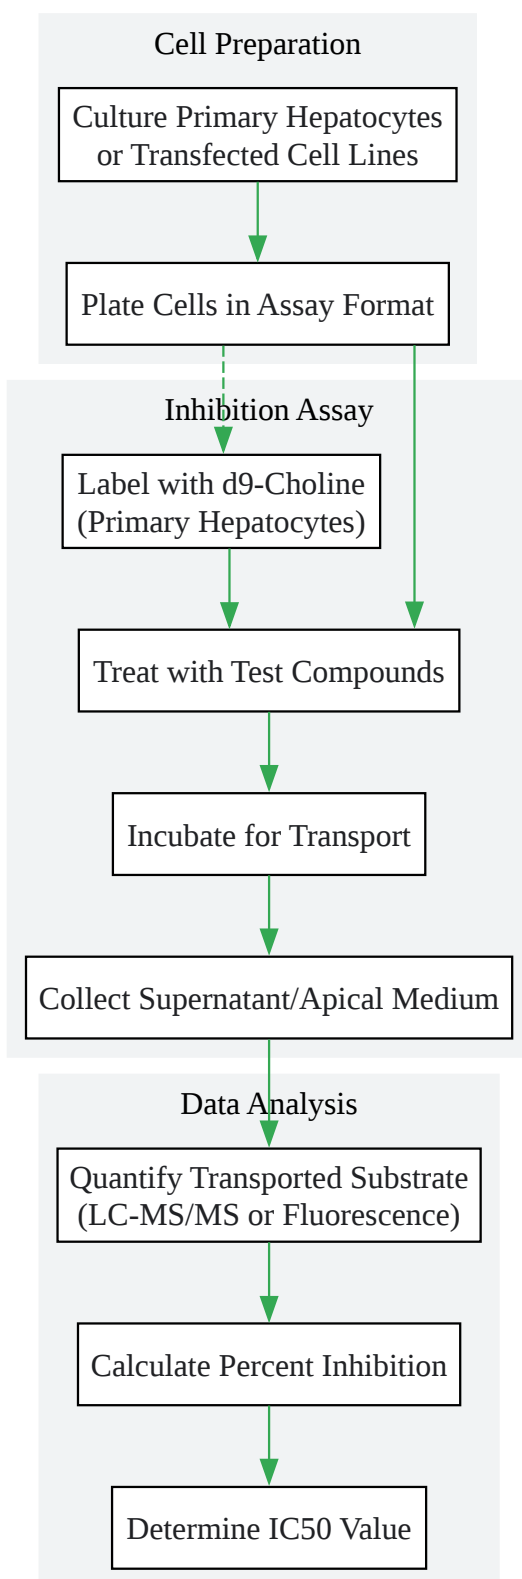 Cell Preparation
Culture Primary Hepatocytes
or Transfected Cell Lines
Plate Cells in Assay Format
Inhibition Assay
Label with d9-Choline
(Primary Hepatocytes)
Treat with Test Compounds
Incubate for Transport
Collect Supernatant/Apical Medium
Data Analysis
Quantify Transported Substrate
(LC-MS/MS or Fluorescence)
Calculate Percent Inhibition
Determine IC50 Value